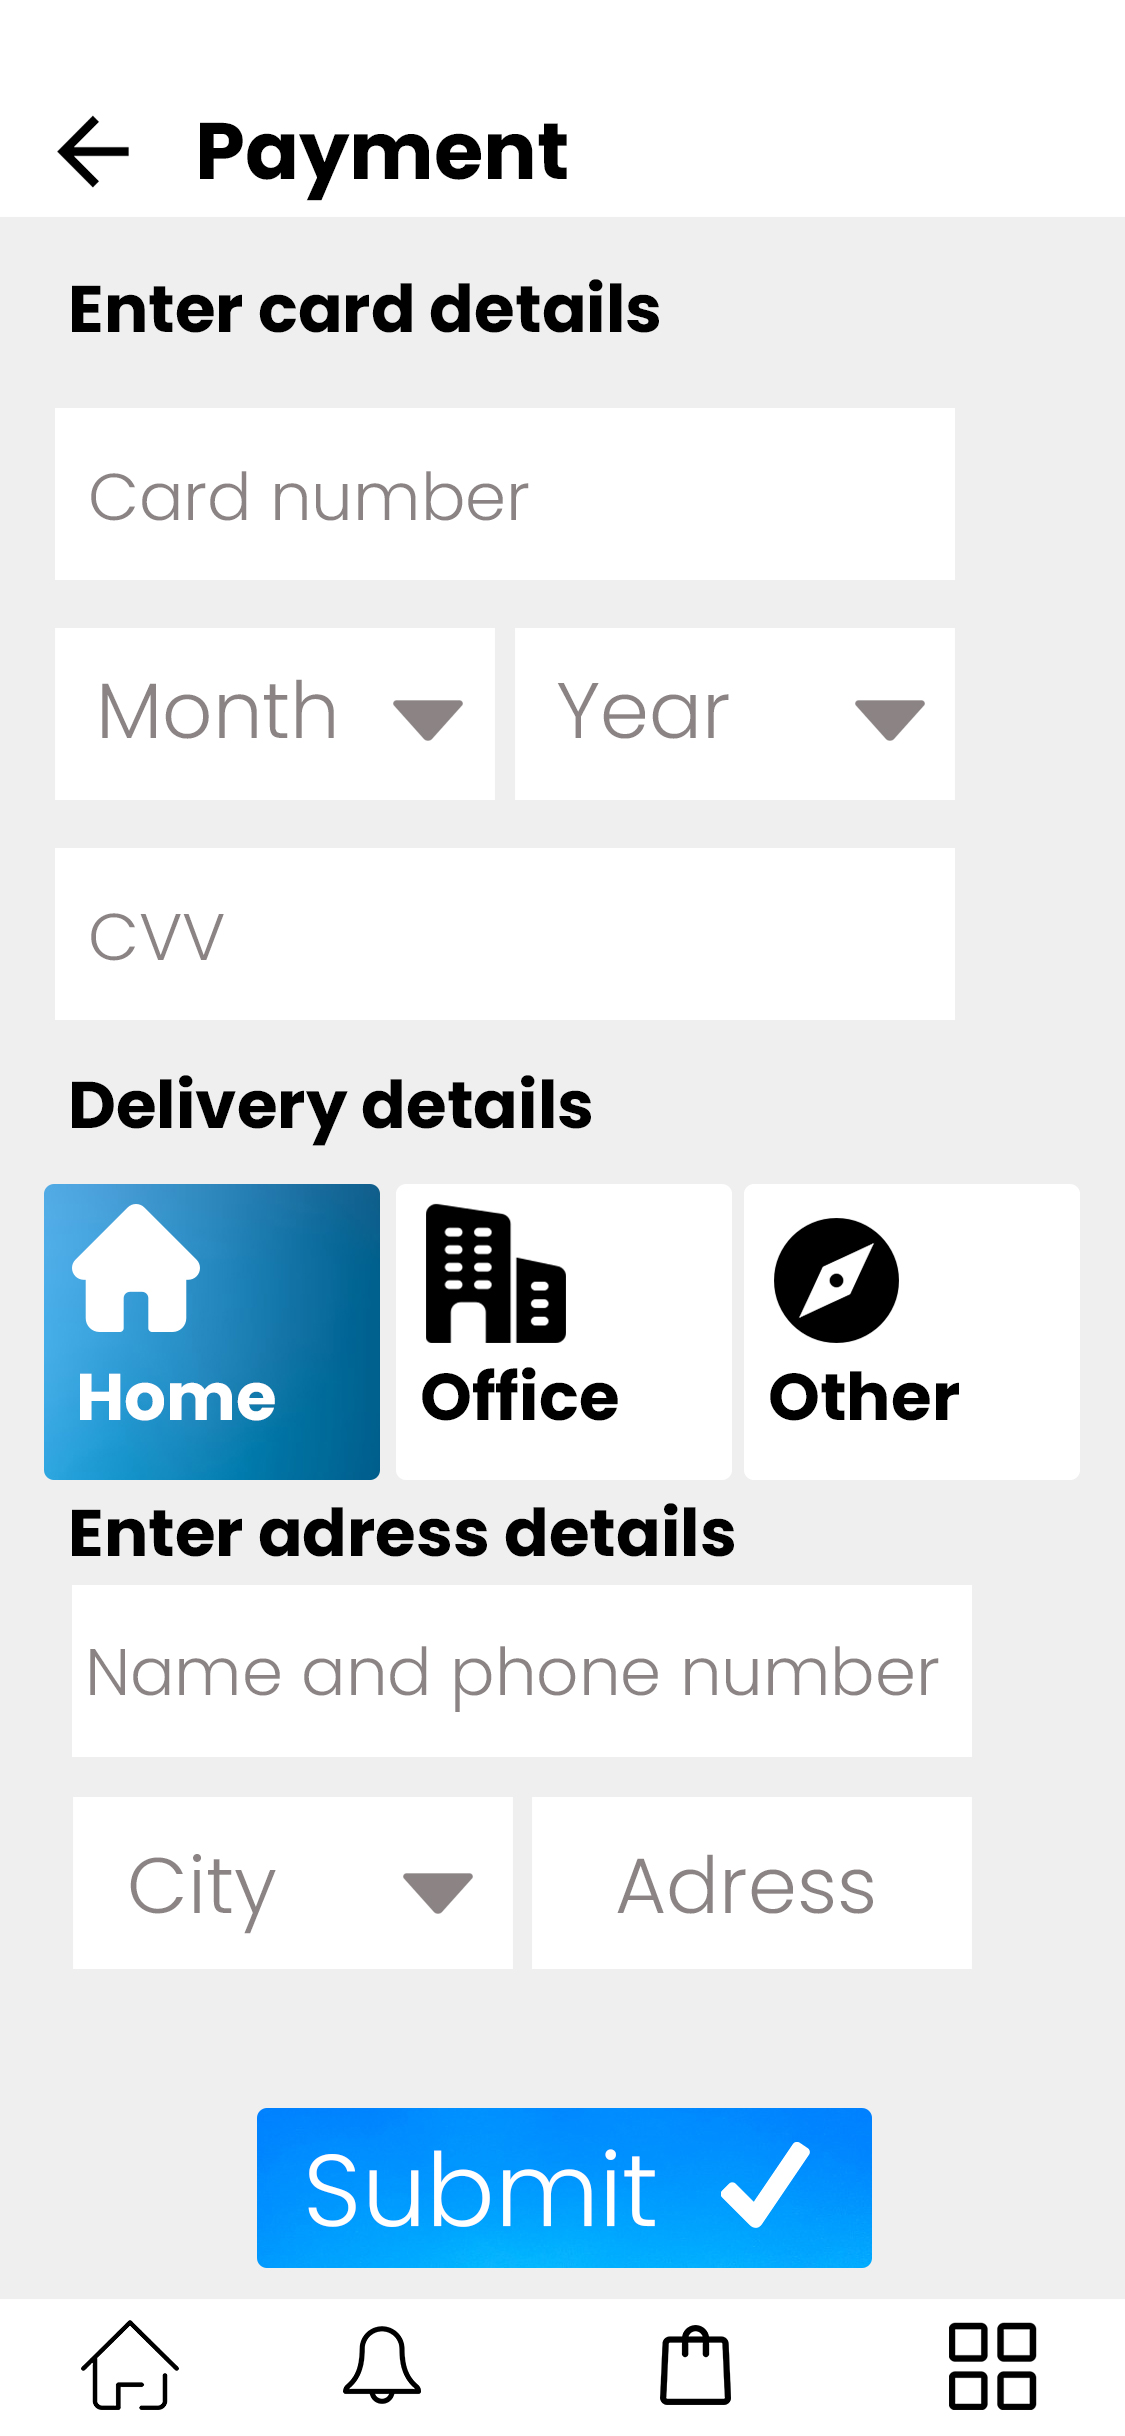 Payment
Enter card details
Card number
Month Year
CVV
Delivery details
Home Office Other
Enter adress details
Name and phone number
City Adress
Submit